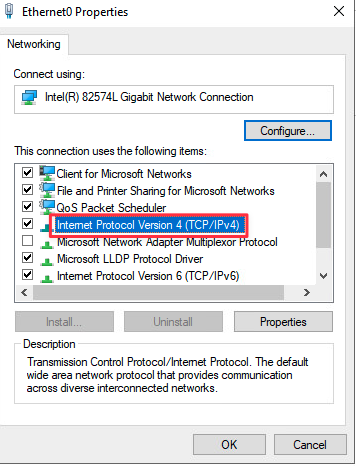 Ethernet0 Properties
Networking
Connect using:
Intel(R) 82574L Gigabit Network Connection
Configure...
This connection uses the following items:
Client for Microsoft Networks
File and Printer Sharing for Microsoft Networks
QoS Packet Scheduler
Internet Protocol Version 4 (TCP/IPv4)
Microsoft Network Adapter Multiplexor Protocol
Microsoft LLDP Protocol Driver
Internet Protocol Version 6 (TCP/IPv6)
Install...
Uninstall
Properties
Description
Transmission Control Protocol/Internet Protocol. The default
wide area network protocol that provides communication
across diverse interconnected networks.
OK
Cancel